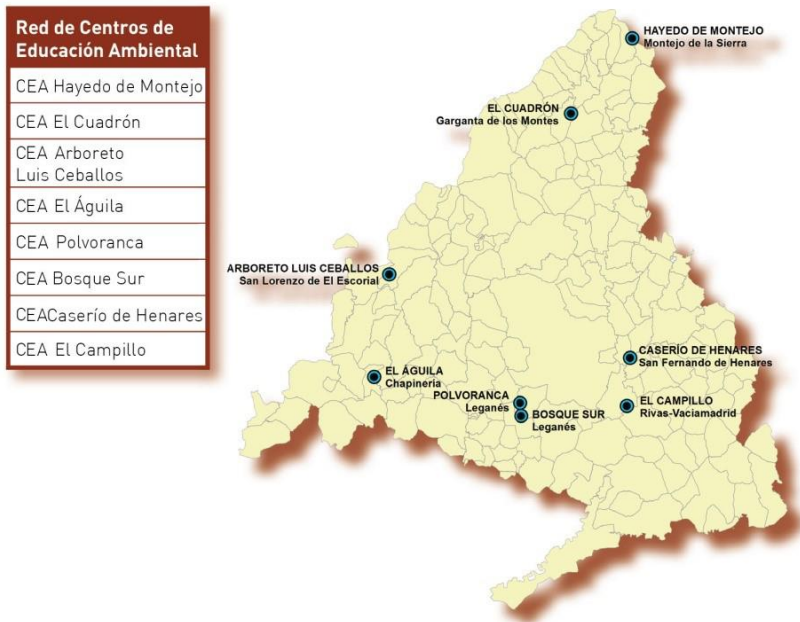 Red de Centros de
Educación Ambiental
CEA Hayedo de Montejo
CEA El Cuadrón
CEA Arboreto
Luis Ceballos
CEA El Águila
CEA Polvoranca
CEA Bosque Sur
CEACaserío de Henares
CEA El Campillo
HAYEDO DE MONTEJO
Montejo de la Sierra
EL CUADRÓN
Garganta de los Montes
ARBORETO LUIS CEBALLOS
San Lorenzo de El Escorial
CASERÍO DE HENARES
San Fernando de Henares
EL ÁGUILA
Chapinería
POLVORANCA
Leganés
BOSQUE SUR
Leganés
EL CAMPILLO
Rivas-Vaciamadrid